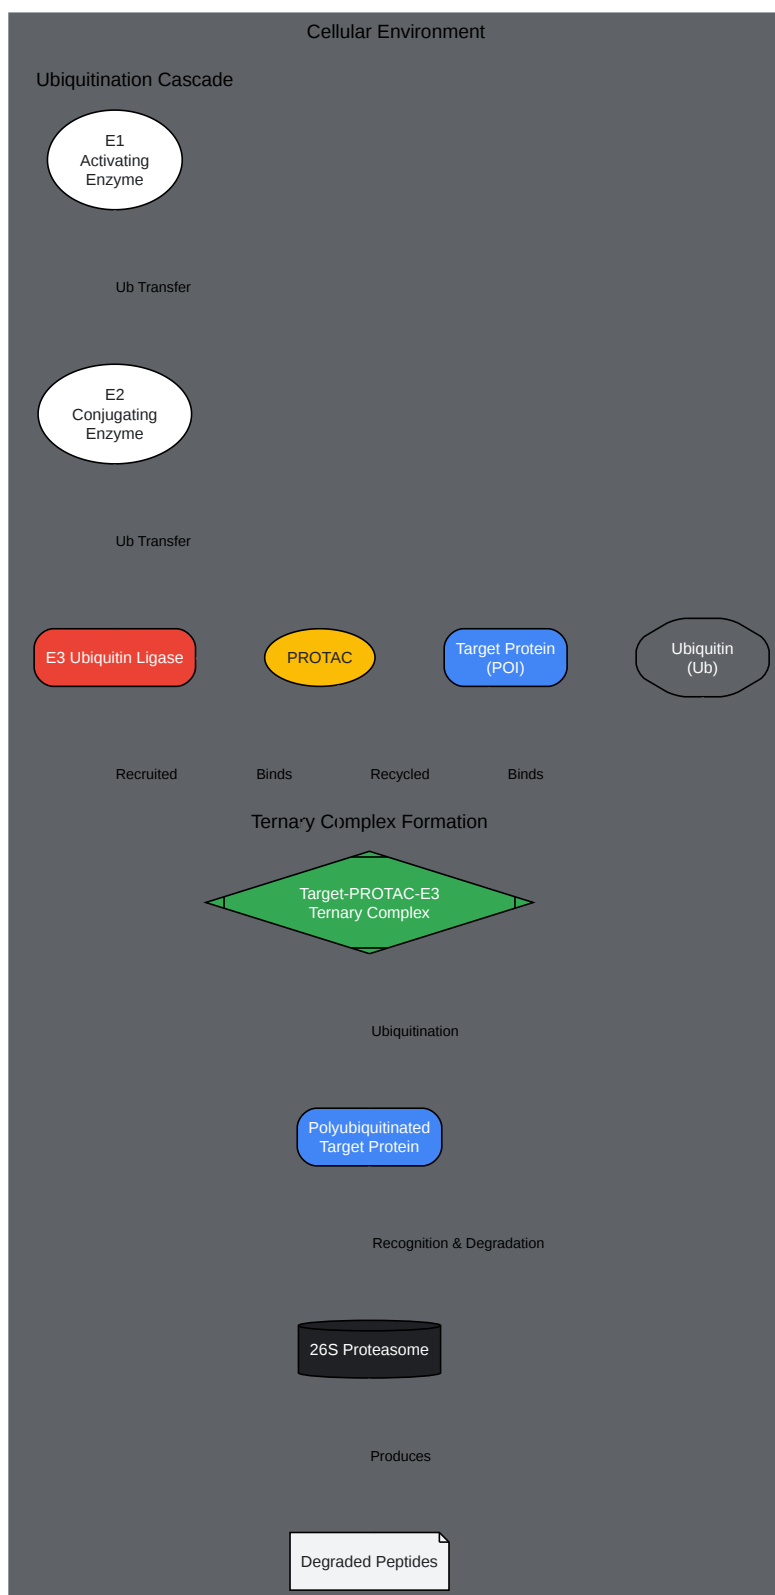 Cellular Environment
Ubiquitination Cascade
E1
Activating
Enzyme
Ub Transfer
E2
Conjugating
Enzyme
Ub Transfer
E3 Ubiquitin Ligase
PROTAC
Target Protein
(POI)
Ubiquitin
(Ub)
Recruited
Binds
Recycled
Binds
Ternary Complex Formation
Target-PROTAC-E3
Ternary Complex
Ubiquitination
Polyubiquitinated
Target Protein
Recognition & Degradation
26S Proteasome
Produces
Degraded Peptides